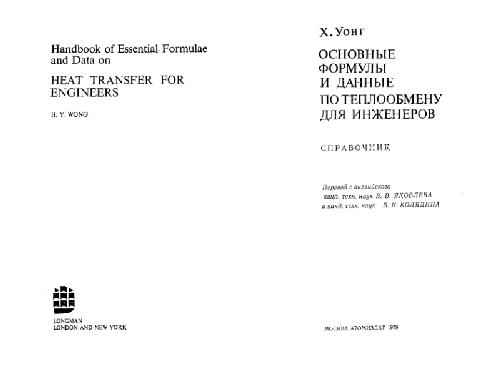 Handbook of Essential Formulae
and Data on
HEAT TRANSFER FOR
ENGINEERS
H. Y. WONG
LONGMAN
LONDON AND NEW YORK
Х. Уонг
ОСНОВНЫЕ
ФОРМУЛЫ
И ДАННЫЕ
ПО ТЕПЛООБМЕНУ
ДЛЯ ИНЖЕНЕРОВ
СПРАВОЧНИК
Перевод с английского
канд. техн. наук В. В. ЯКОВЛЕВА
и канд. техн. наук В. И. КОЛЯДИНА
МОСКВА АТОМИЗДАТ 1979